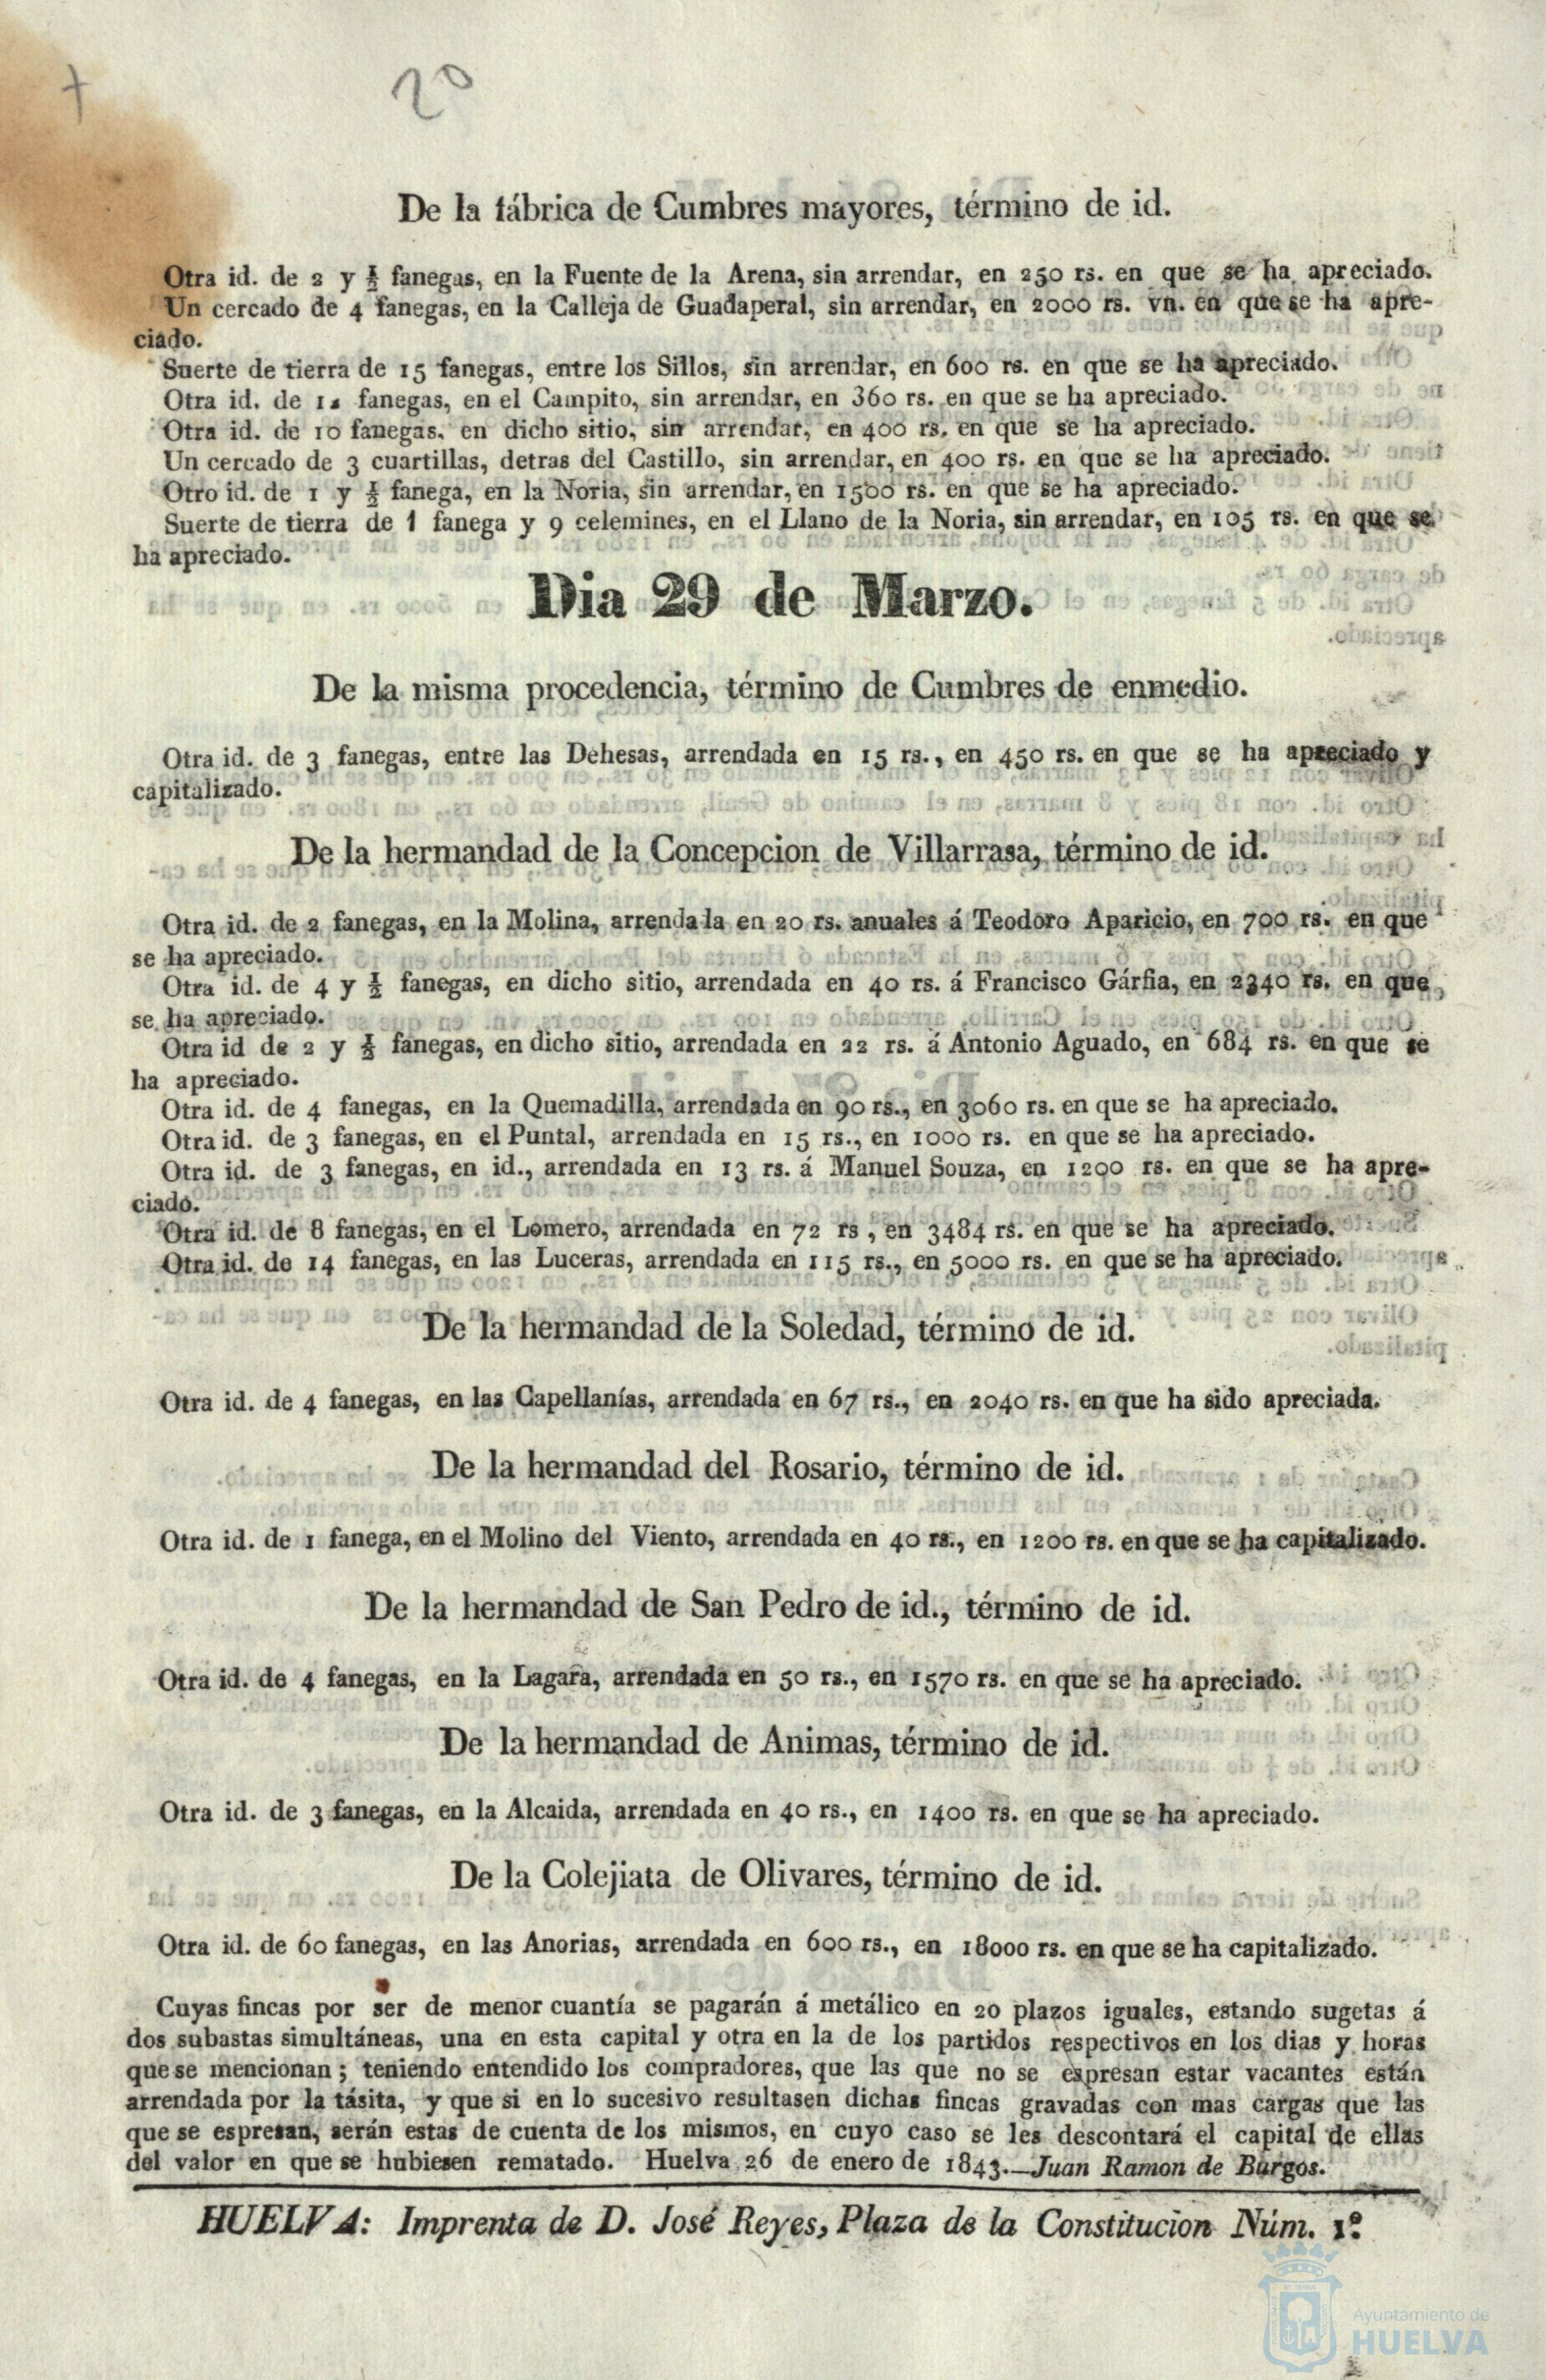 2º
De la fábrica de Cumbres mayores, término de id.
Otra id. de 2 y ½ fanegas, en la Fuente de la Arena, sin arrendar, en 250 rs. en que se ha apreciado.
Un cercado de 4 fanegas, en la Calleja de Guadaperal, sin arrendar, en 2000 rs. vn. en que se ha apre-
ciado.
Suerte de tierra de 15 fanegas, entre los Sillos, sin arrendar, en 600 rs. en que se ha apreciado.
Otra id. de fanegas, en el Campito, sin arrendar, en 360 rs. en que se ha apreciado.
Otra id. de 10 fanegas, en dicho sitio, sin arrendar, en 400 rs. en que se ha apreciado.
Un cercado de 3 cuartillas, detras del Castillo, sin arrendar, en 400 rs. en que se ha apreciado.
Otro id. de 1 y ½ fanega, en la Noria, sin arrendar, en 1500 rs. en que se ha apreciado.
Suerte de tierra de 1 fanega y 9 celemines, en el Llano de la Noria, sin arrendar, en 105 rs. en que se
ha apreciado.
Dia 29 de Marzo.
De la misma procedencia, término de Cumbres de enmedio.
Otra id. de 3 fanegas, entre las Dehesas, arrendada en 15 rs., en 450 rs. en que se ha apreciado y
capitalizado.
De la hermandad de la Concepcion de Villarrasa, término de id.
Otra id. de 2 fanegas, en la Molina, arrendala en 20 rs. anuales á Teodoro Aparicio, en 700 rs. en que
se ha apreciado.
Otra id. de 4 y ½ fanegas, en dicho sitio, arrendada en 40 rs. á Francisco Gárfia, en 2340 rs. en que
se ha apreciado.
Otra id de 2 y ½ fanegas, en dicho sitio, arrendada en 22 rs. á Antonio Aguado, en 684 rs. en que se
ha apreciado.
Otra id. de 4 fanegas, en la Quemadilla, arrendada en 90 rs., en 3060 rs. en que se ha apreciado.
Otra id. de 3 fanegas, en el Puntal, arrendada en 15 rs., en 1000 rs. en que se ha apreciado.
Otra id. de 3 fanegas, en id., arrendada en 13 rs. á Manuel Souza, en 1200 rs. en que se ha apre-
ciado.
Otra id. de 8 fanegas, en el Lomero, arrendada en 72 rs , en 3484 rs. en que se ha apreciado.
Otra id. de 14 fanegas, en las Luceras, arrendada en 115 rs., en 5000 rs. en que se ha apreciado.
De la hermandad de la Soledad, término de id.
Otra id. de 4 fanegas, en las Capellanías, arrendada en 67 rs., en 2040 rs. en que ha sido apreciada.
De la hermandad del Rosario, término de id.
Otra id. de 1 fanega, en el Molino del Viento, arrendada en 40 rs., en 1200 rs. en que se ha capitalizado.
De la hermandad de San Pedro de id., término de id.
Otra id. de 4 fanegas, en la Lagara, arrendada en 50 rs., en 1570 rs. en que se ha apreciado.
De la hermandad de Animas, término de id.
Otra id. de 3 fanegas, en la Alcaida, arrendada en 40 rs., en 1400 rs. en que se ha apreciado.
De la Colejiata de Olivares, término de id.
Otra id. de 60 fanegas, en las Anorias, arrendada en 600 rs., en 18000 rs. en que se ha capitalizado.
Cuyas fincas por ser de menor cuantía se pagarán á metálico en 20 plazos iguales, estando sugetas á
dos subastas simultáneas, una en esta capital y otra en la de los partidos respectivos en los dias y horas
que se mencionan ; teniendo entendido los compradores, que las que no se espresan estar vacantes están
arrendada por la tásita, y que si en lo sucesivo resultasen dichas fincas gravadas con mas cargas que las
que se espresan, serán estas de cuenta de los mismos, en cuyo caso se les descontará el capital de ellas
del valor en que se hubiesen rematado. Huelva 26 de enero de 1843.—Juan Ramon de Burgos.
HUELVA: Imprenta de D. José Reyes, Plaza de la Constitucion Núm. 1º.
Ayuntamiento de
HUELVA